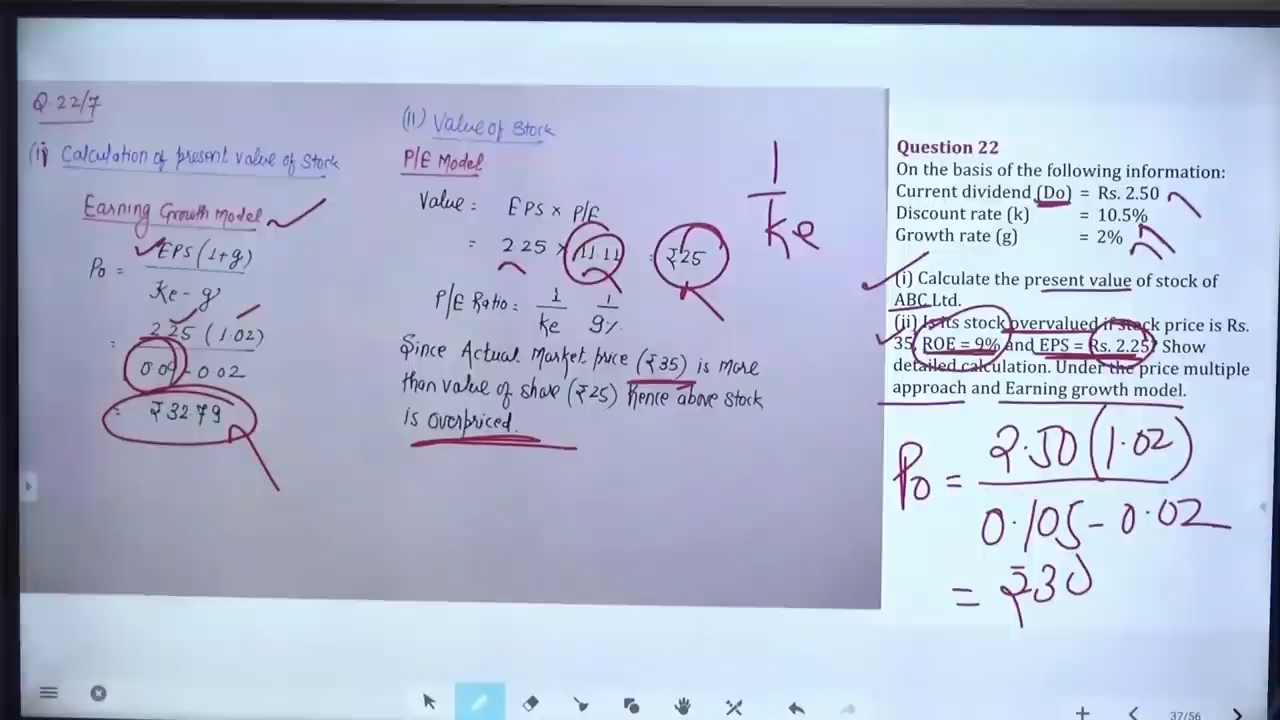 Q.22/7
(i) Calculation of present value of Stock
Earning Growth Model
Po = EPS (1+g)
Ke - g
= 2.25 (1.02)
0.09 - 0.02
= ₹32.79
(II) Value of Stock
P/E Model
Value = EPS × P/E
= 2.25 × 11.11 = ₹25
P/E Ratio = 1/Ke 1/9%
Since Actual Market price (₹35) is more
than value of share (₹25) Hence above stock
is overpriced.
1
ke
Question 22
On the basis of the following information:
Current dividend (Do) = Rs. 2.50
Discount rate (k) = 10.5%
Growth rate (g) = 2%
(i) Calculate the present value of stock of
ABC Ltd.
(ii) Is its stock overvalued if stock price is Rs.
35, ROE = 9% and EPS = Rs. 2.25? Show
detailed calculation. Under the price multiple
approach and Earning growth model.
Po = 2.50 (1.02)
0.105 - 0.02
= ₹30
37/56